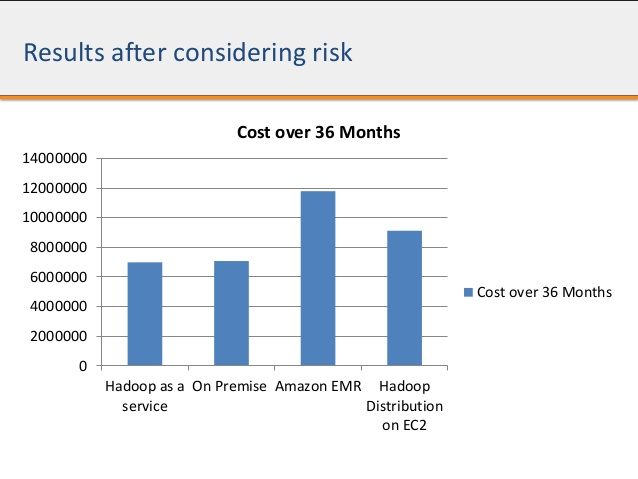 Results after considering risk
Cost over 36 Months
14000000
12000000
10000000
8000000
6000000
4000000
2000000
0
Hadoop as a
service
On Premise
Amazon EMR
Hadoop
Distribution
on EC2
Cost over 36 Months